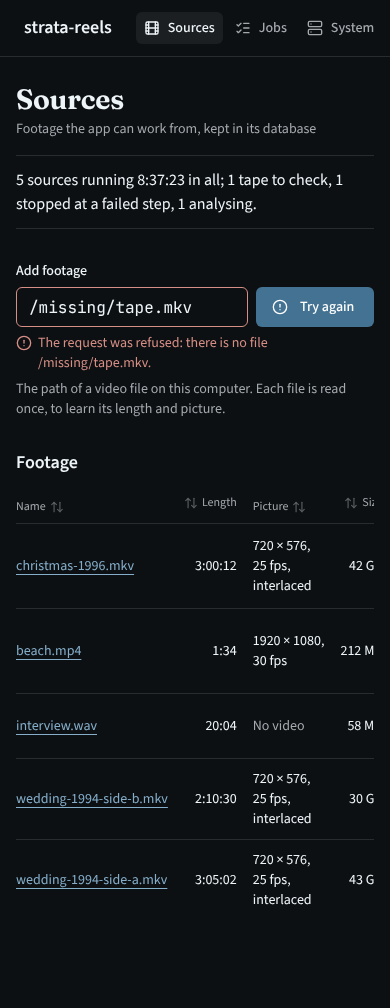 strata-reels Sources Jobs System
Sources
Footage the app can work from, kept in its database
5 sources running 8:37:23 in all; 1 tape to check, 1
stopped at a failed step, 1 analysing.
Add footage
/missing/tape.mkv Try again
The request was refused: there is no file
/missing/tape.mkv.
The path of a video file on this computer. Each file is read
once, to learn its length and picture.
Footage
Name Length Picture
christmas-1996.mkv 3:00:12 720 × 576, 25 fps, interlaced 42 G
beach.mp4 1:34 1920 × 1080, 30 fps 212 M
interview.wav 20:04 No video 58 M
wedding-1994-side-b.mkv 2:10:30 720 × 576, 25 fps, interlaced 30 G
wedding-1994-side-a.mkv 3:05:02 720 × 576, 25 fps, interlaced 43 G